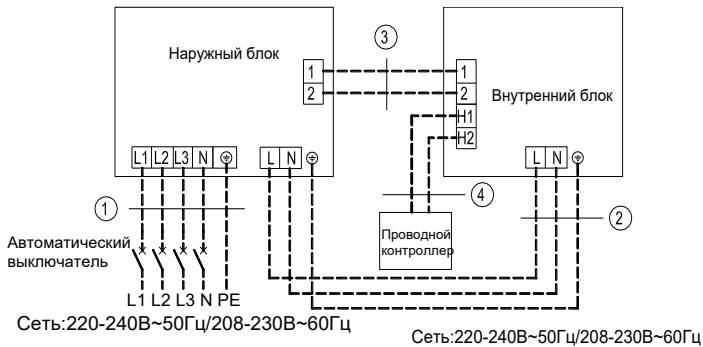 Наружный блок
1
2
3
1
2
H1
H2
Внутренний блок
L1 L2 L3 N
L N
L N
1
4
2
Автоматический
выключатель
Проводной
контроллер
L1 L2 L3 N PE
Сеть:220-240В~50Гц/208-230В~60Гц
Сеть:220-240В~50Гц/208-230В~60Гц